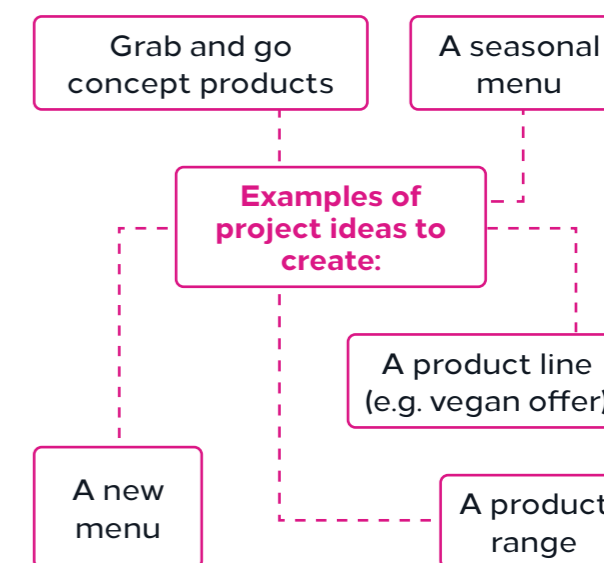 Grab and go
concept products
A seasonal
menu
Examples of
project ideas to
create:
A product line
(e.g. vegan offer)
A new
menu
A product
range